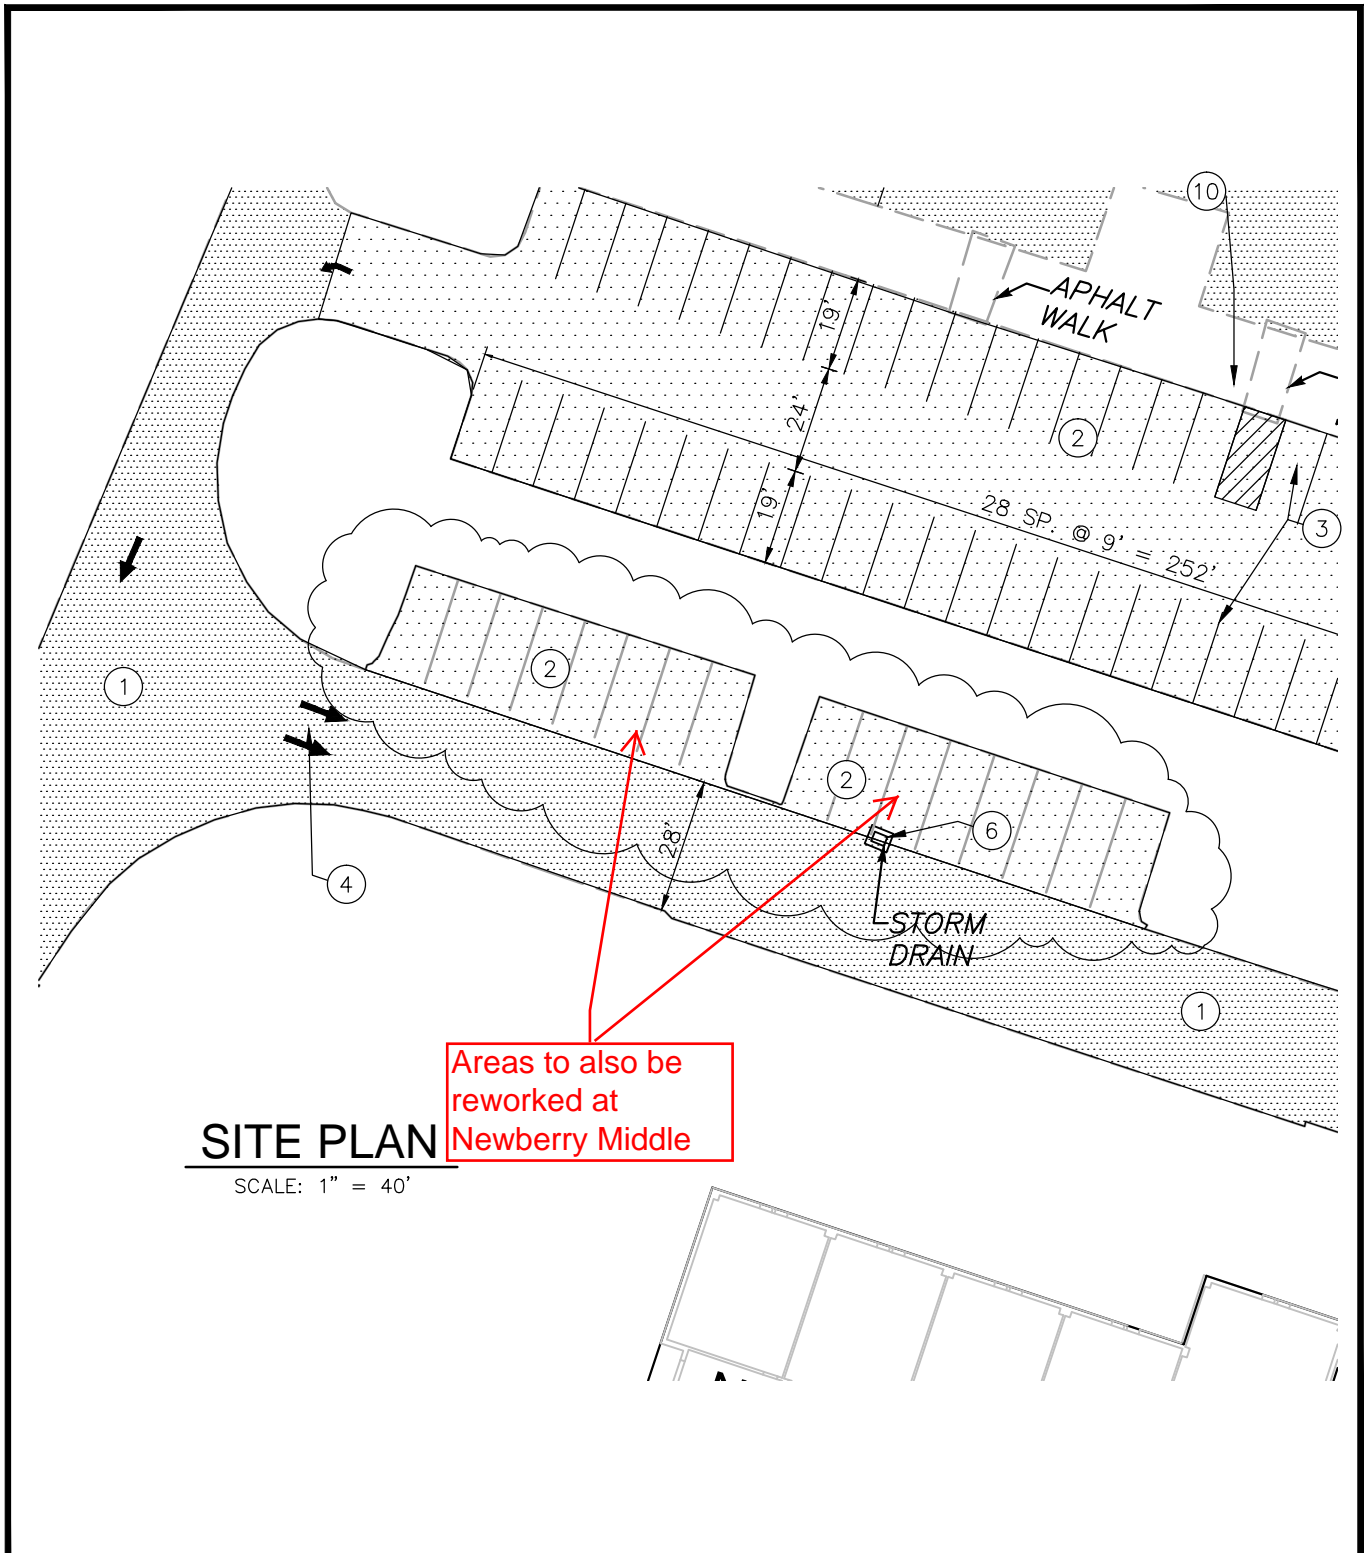 10
APHALT
WALK
19'
24'
19'
2
28 SP. @ 9' = 252'
3
2
1
2
6
28'
4
STORM
DRAIN
1
Areas to also be
reworked at
Newberry Middle
SITE PLAN
SCALE: 1" = 40'